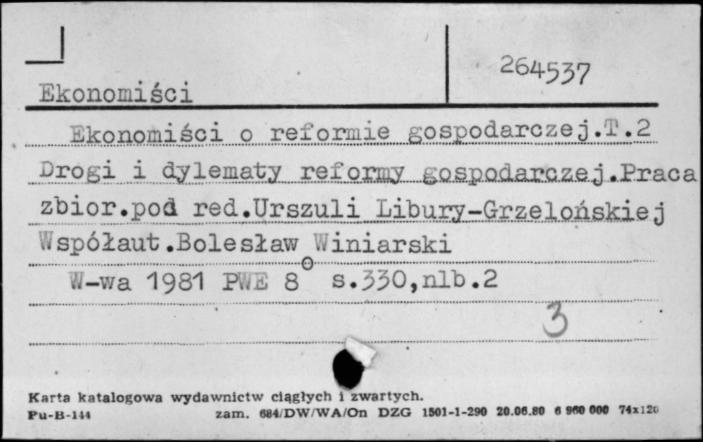 264537
Ekonomiści
Ekonomiści o reformie gospodarczej.T.2
Drogi i dylematy reformy gospodarczej.Praca
zbior.pod red.Urszuli Libury-Grzelońskiej
Współaut.Bolesław Winiarski
W-wa 1981 PWE 8° s.330,nlb.2
3
Karta katalogowa wydawnictw ciągłych i zwartych.
Pu-B-144 zam. 684/DW/WA/On DZG 1501-1-290 20.06.80 6 960 000 74x120